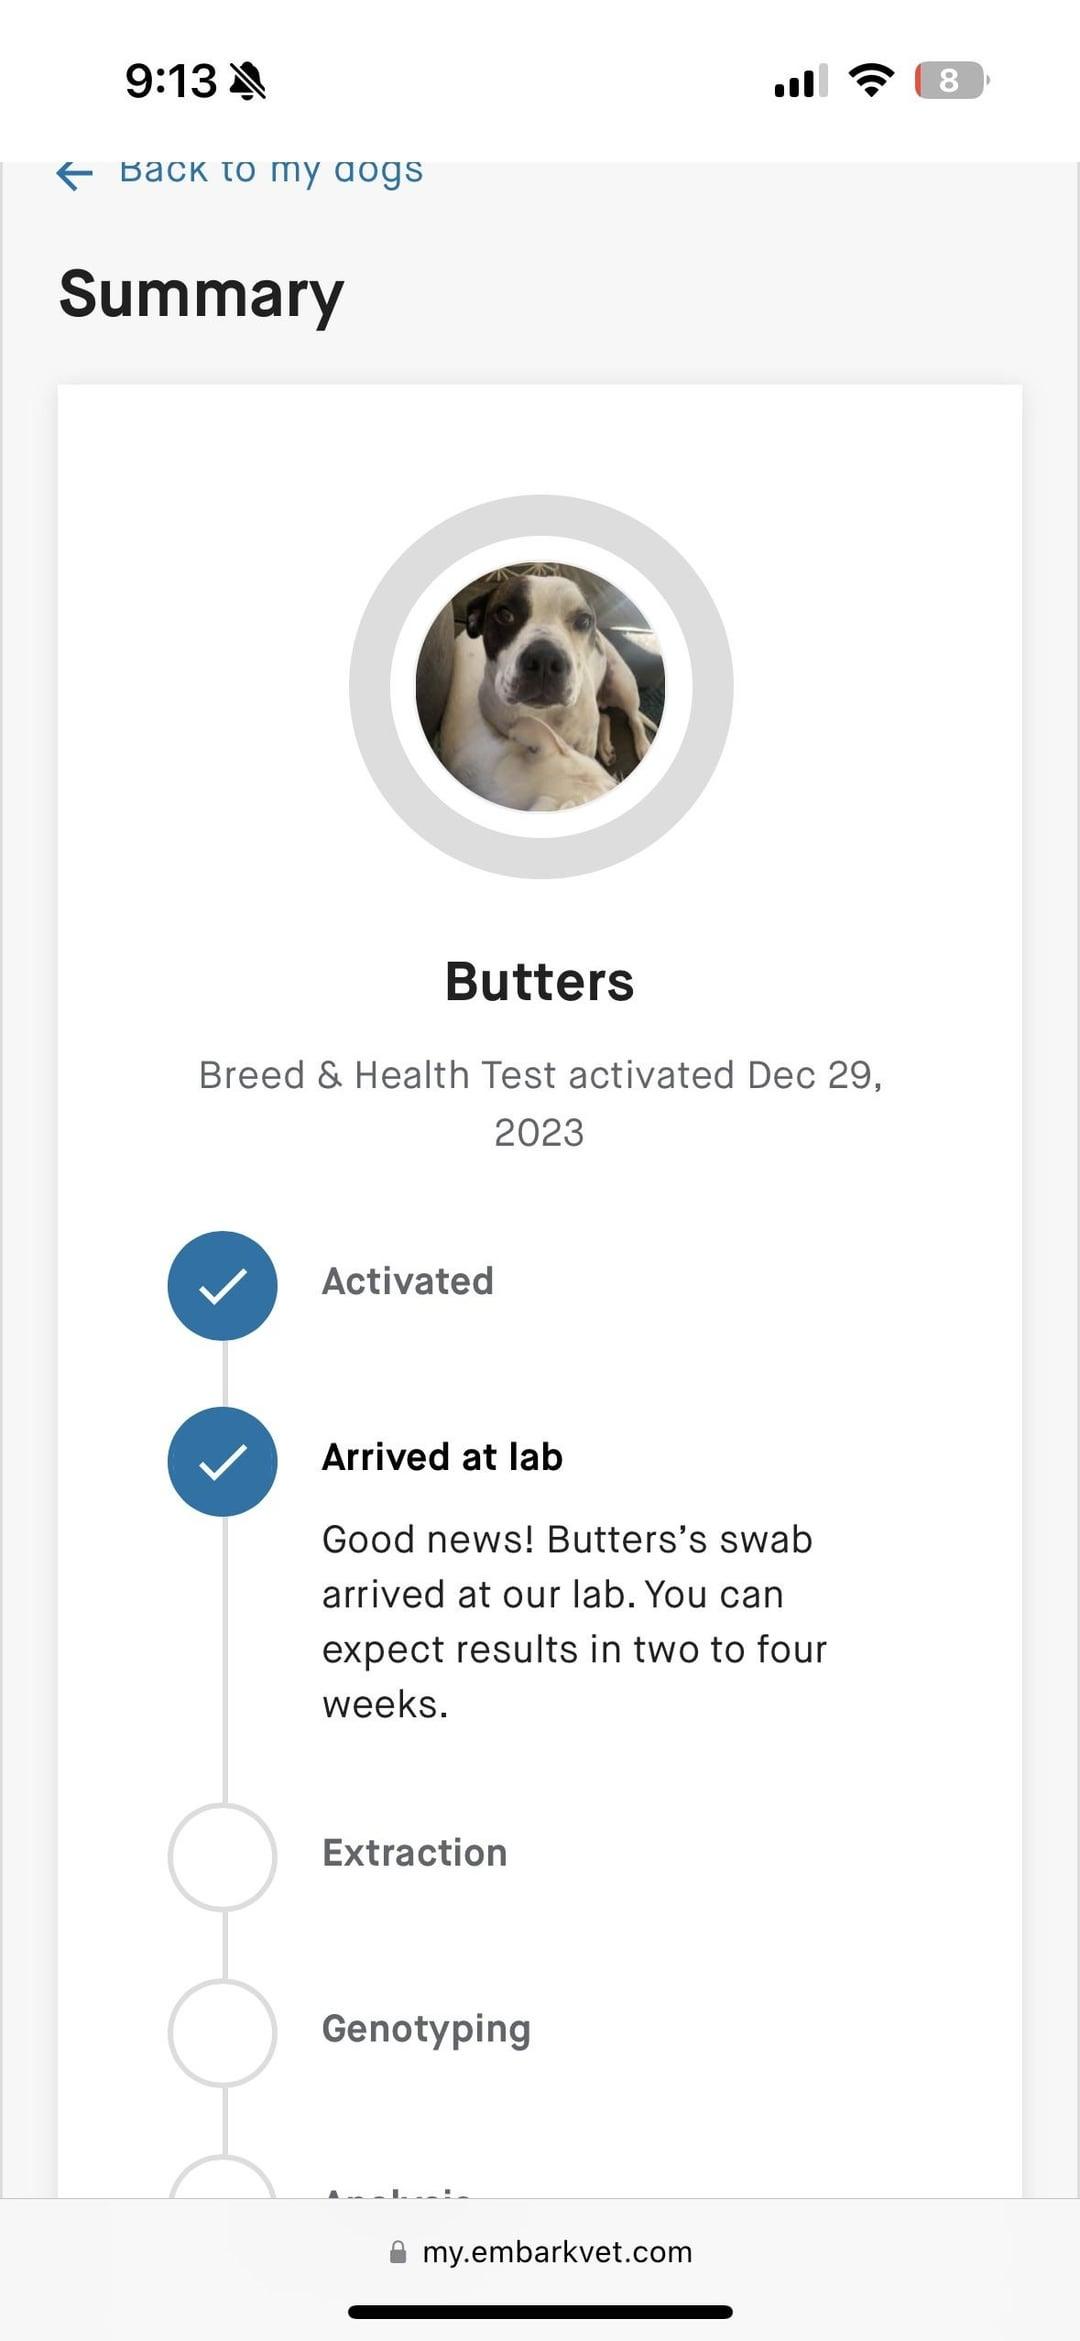 9:13
8
Back to my dogs
Summary
Butters
Breed & Health Test activated Dec 29,
2023
Activated
Arrived at lab
Good news! Butters’s swab
arrived at our lab. You can
expect results in two to four
weeks.
Extraction
Genotyping
Analysis
my.embarkvet.com